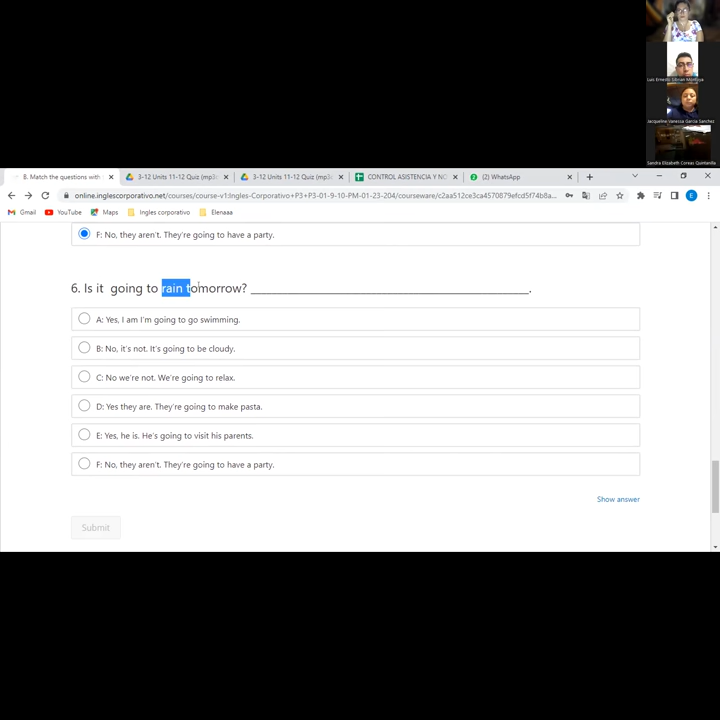 Luis Ernesto Siliman Montoya
Jacqueline Vanessa Garcia Sanchez
Sandra Elizabeth Coreas Quintanilla
B. Match the questions with
3-12 Units 11-12 Quiz (mp3
3-12 Units 11-12 Quiz (mp3
CONTROL ASISTENCIA Y NO
(2) WhatsApp
online.inglescorporativo.net/courses/course-v1:Ingles-Corporativo+P3+P3-01-9-10-PM-01-23-204/courseware/c2aa512ce3ca4570879efcd5f74b8a...
E
Gmail
YouTube
Maps
Ingles corporativo
Elenaaa
F: No, they aren't. They're going to have a party.
6. Is it going to rain tomorrow? ________________________________________.
A: Yes, I am I'm going to go swimming.
B: No, it's not. It's going to be cloudy.
C: No we're not. We're going to relax.
D: Yes they are. They're going to make pasta.
E: Yes, he is. He's going to visit his parents.
F: No, they aren't. They're going to have a party.
Show answer
Submit